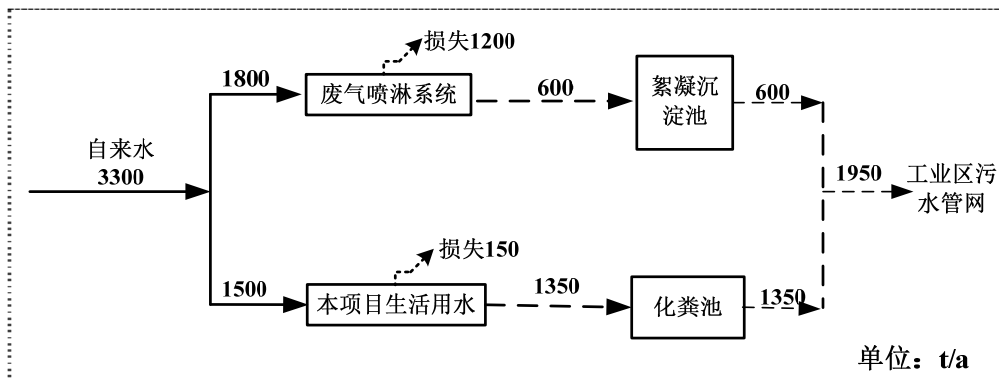 损失1200
1800
废气喷淋系统
600
絮凝沉
淀池
600
自来水
3300
1950
工业区污
水管网
损失150
1500
本项目生活用水
1350
化粪池
1350
单位：t/a